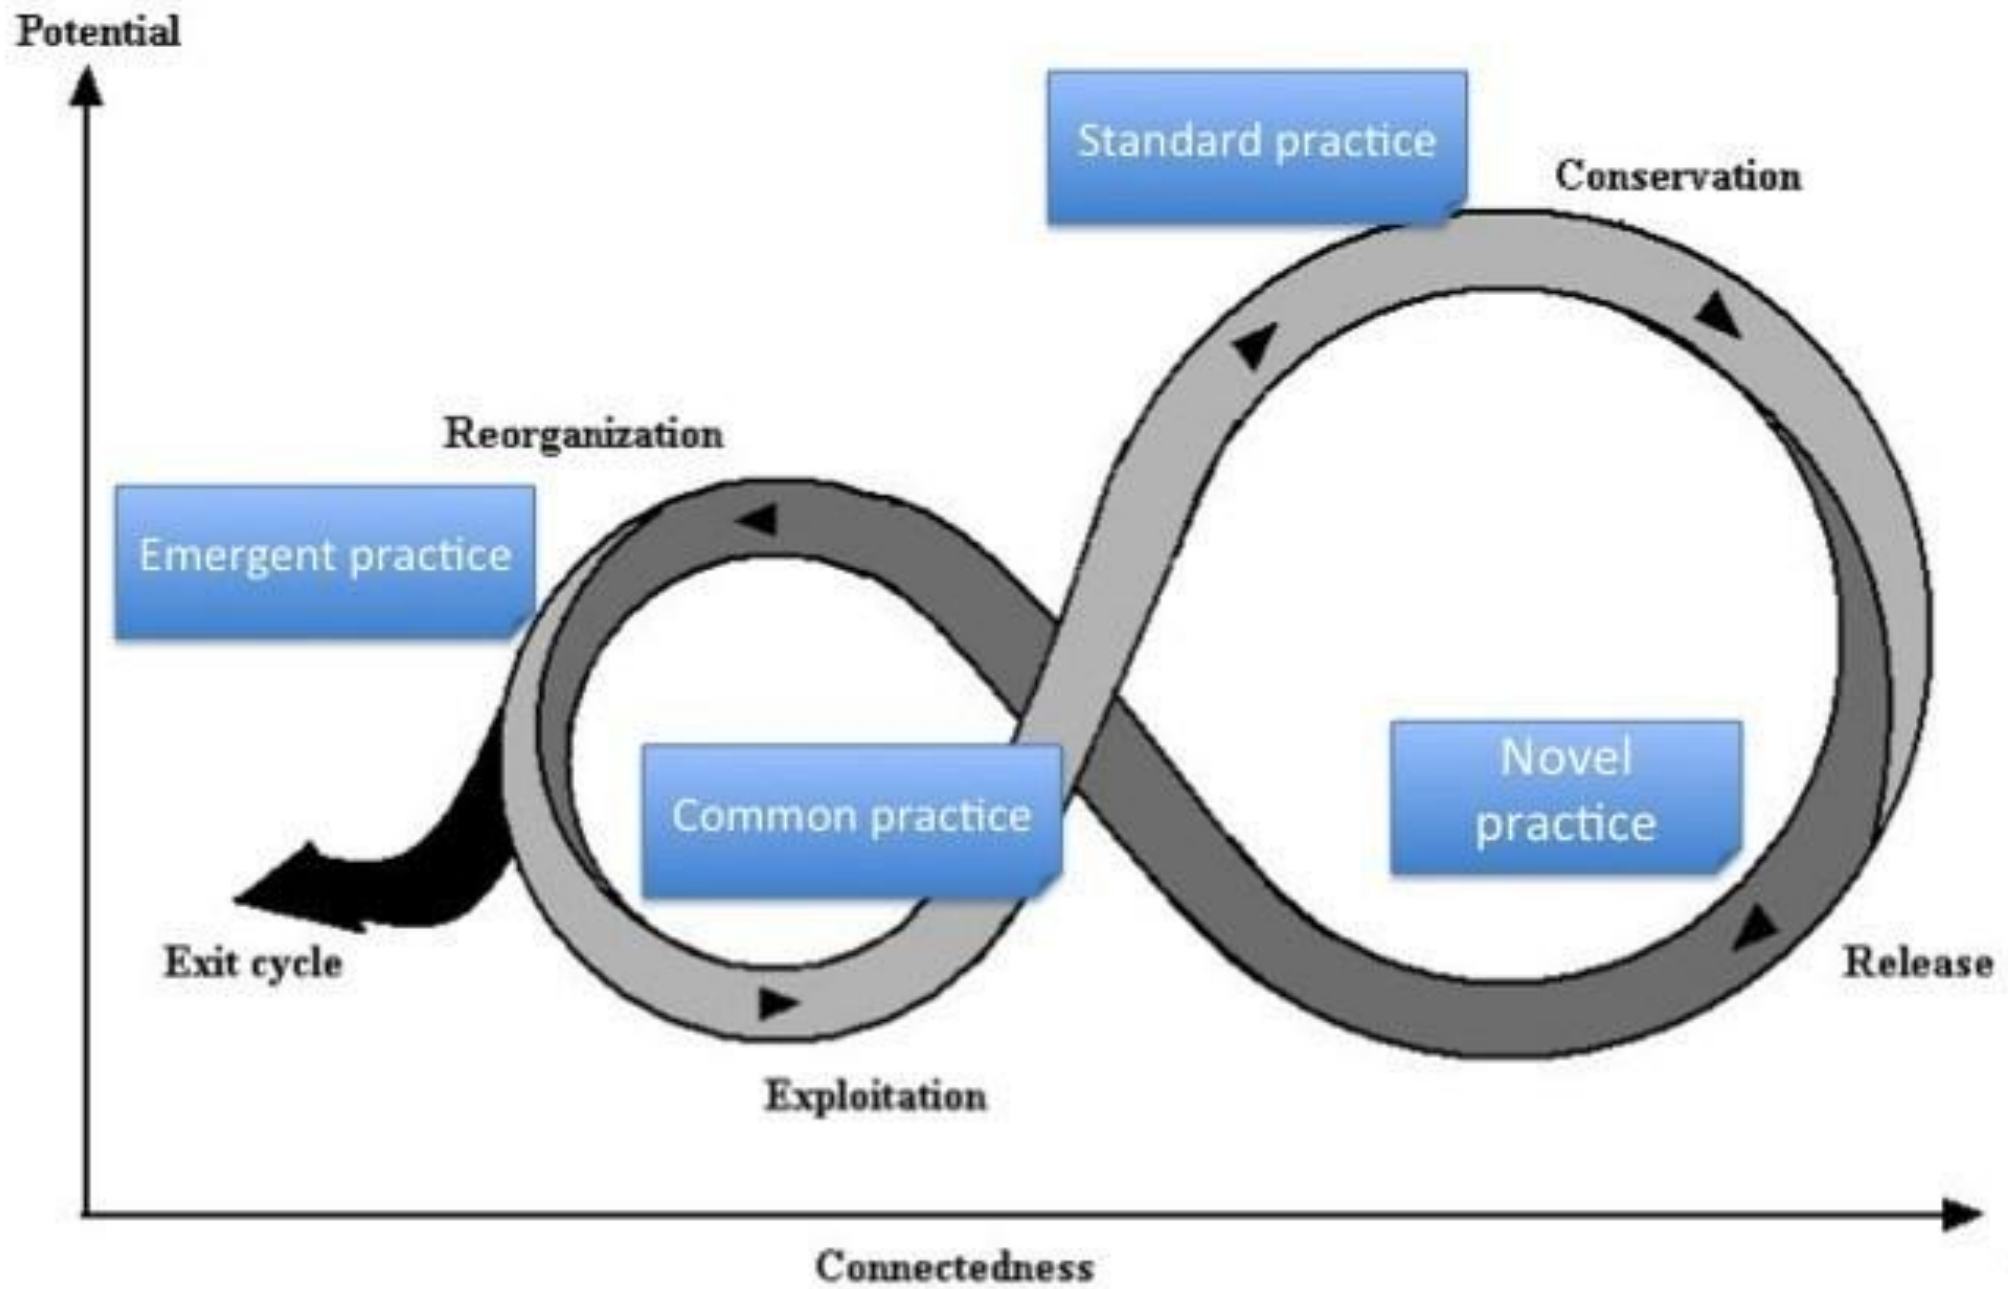 Potential
Standard practice
Conservation
Reorganization
Emergent practice
Common practice
Novel
practice
Exit cycle
Release
Exploitation
Connectedness